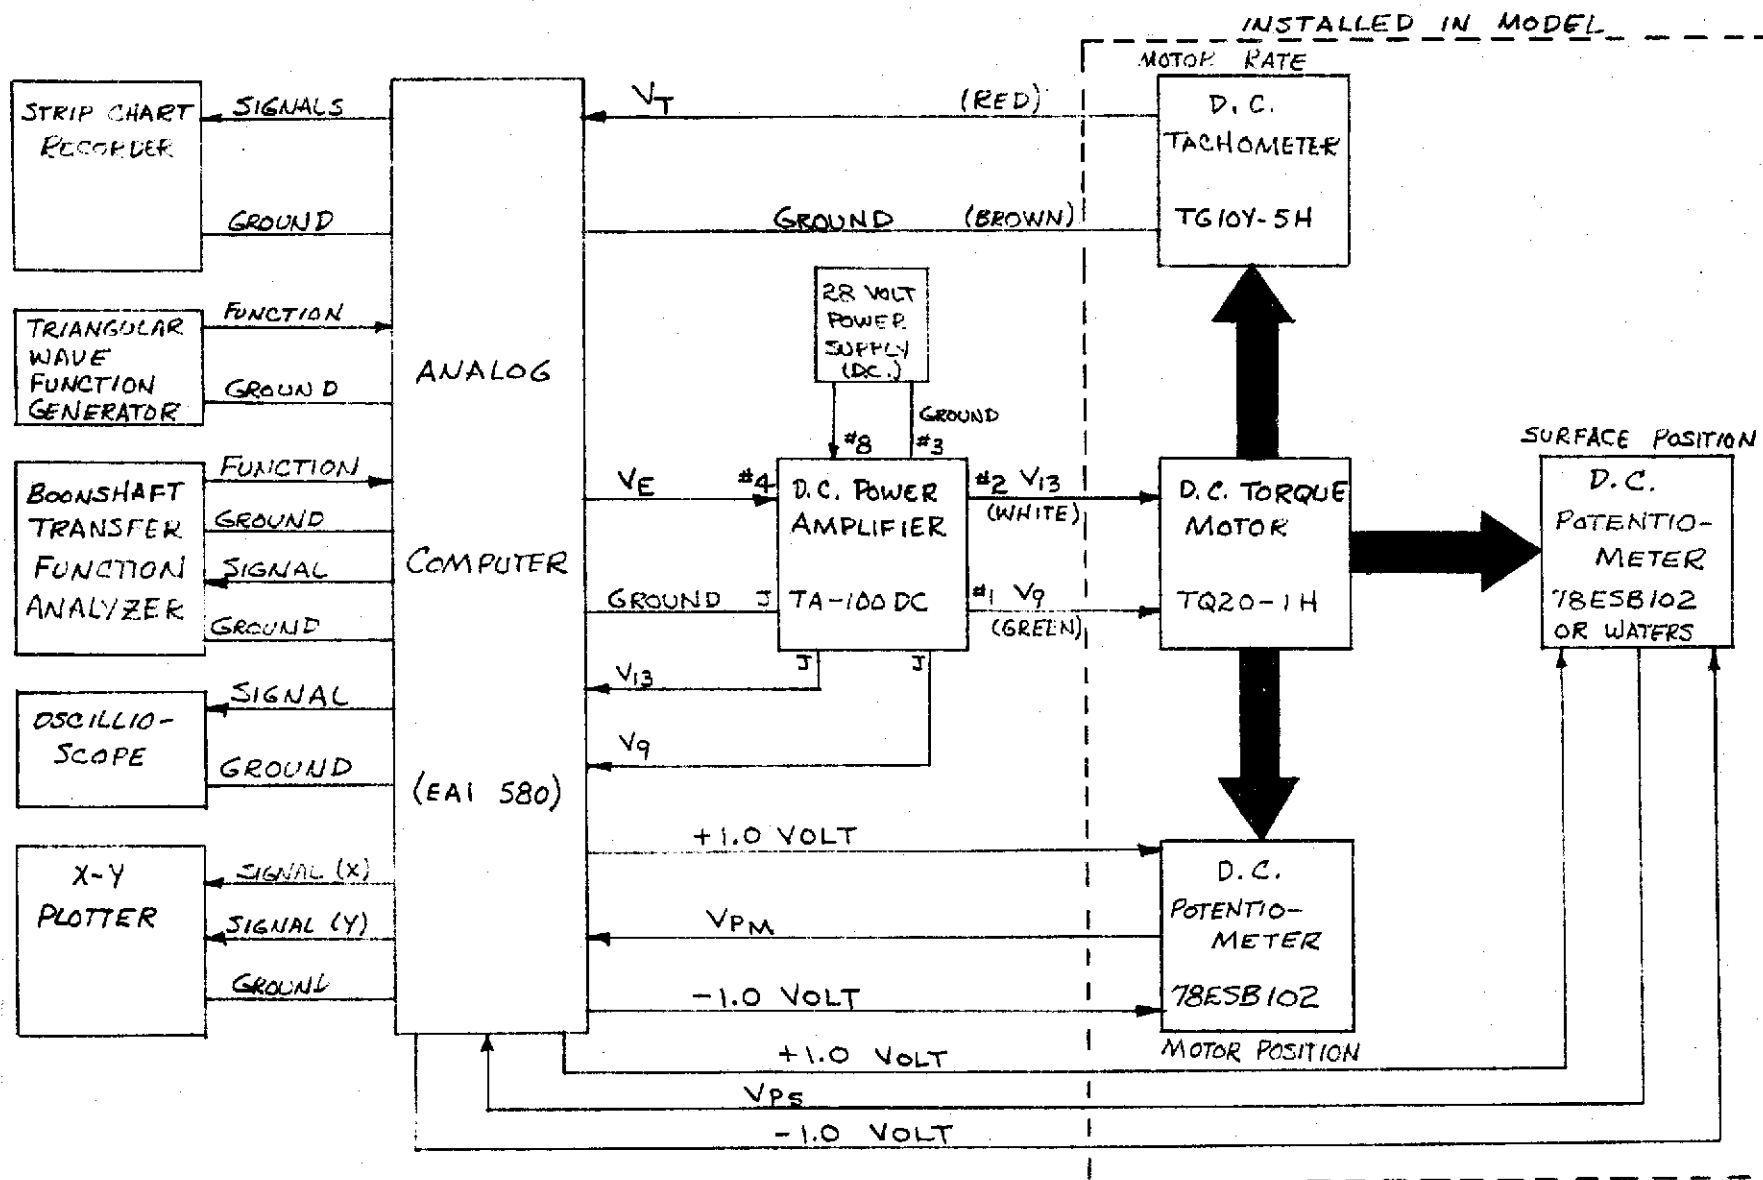 INSTALLED IN MODEL
MOTOR RATE
STRIP CHART
RECORDER
SIGNALS
GROUND
TRIANGULAR
WAVE
FUNCTION
GENERATOR
FUNCTION
GROUND
BOONSHAFT
TRANSFER
FUNCTION
ANALYZER
FUNCTION
GROUND
SIGNAL
GROUND
OSCILLIO-
SCOPE
SIGNAL
GROUND
X-Y
PLOTTER
SIGNAL (X)
SIGNAL (Y)
GROUND
ANALOG
COMPUTER
(EAI 580)
VT
(RED)
GROUND
(BROWN)
D.C.
TACHOMETER
TG10Y-5H
28 VOLT
POWER
SUPPLY
(DC.)
GROUND
#8
#3
VE
#4
D.C. POWER
AMPLIFIER
TA-100 DC
GROUND
J
#2 V13
(WHITE)
#1 V9
(GREEN)
J
J
V13
V9
D.C. TORQUE
MOTOR
TQ20-1H
SURFACE POSITION
D.C.
POTENTIO-
METER
78ESB102
OR WATERS
+1.0 VOLT
VPM
-1.0 VOLT
D.C.
POTENTIO-
METER
78ESB102
MOTOR POSITION
+1.0 VOLT
VPS
-1.0 VOLT